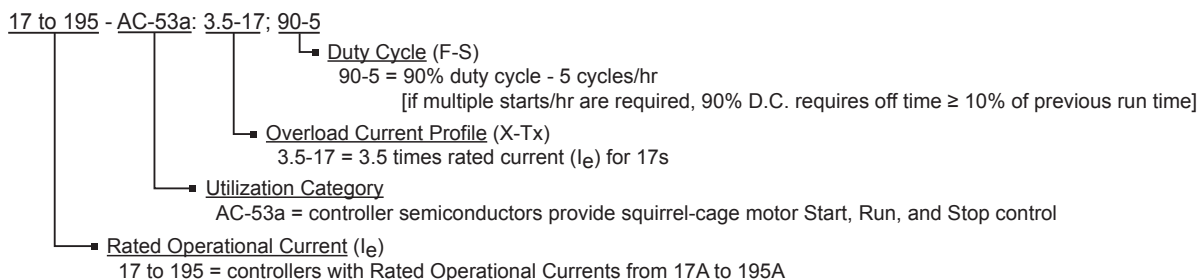 17 to 195 - AC-53a: 3.5-17; 90-5
Duty Cycle (F-S)
90-5 = 90% duty cycle - 5 cycles/hr
[if multiple starts/hr are required, 90% D.C. requires off time ≥ 10% of previous run time]
Overload Current Profile (X-Tx)
3.5-17 = 3.5 times rated current (Ie) for 17s
Utilization Category
AC-53a = controller semiconductors provide squirrel-cage motor Start, Run, and Stop control
Rated Operational Current (Ie)
17 to 195 = controllers with Rated Operational Currents from 17A to 195A